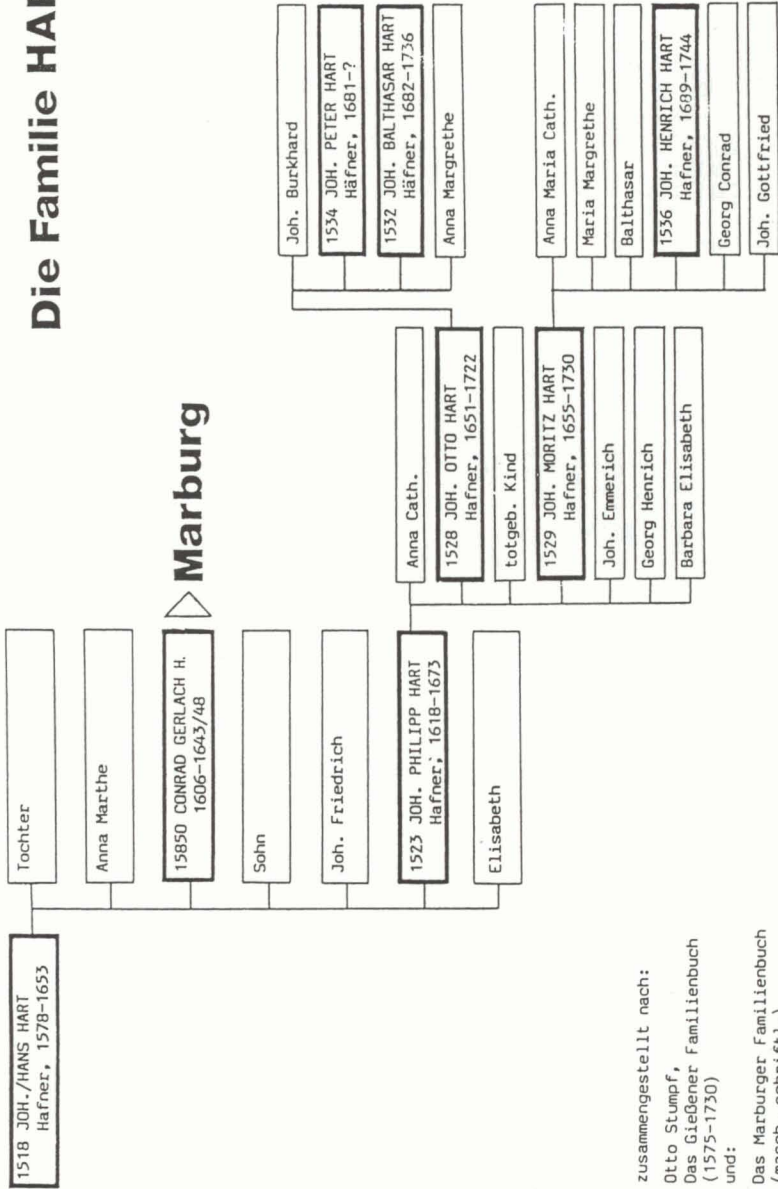 Die Familie HA
Marburg
1518 JOH./HANS HART
Hafner, 1578-1653
Tochter
Anna Marthe
15850 CONRAD GERLACH H.
1606-1643/48
Sohn
Joh. Friedrich
1523 JOH. PHILIPP HART
Hafner, 1618-1673
Elisabeth
Anna Cath.
1528 JOH. OTTO HART
Hafner, 1651-1722
totgeb. Kind
1529 JOH. MORITZ HART
Hafner, 1655-1730
Joh. Emmerich
Georg Henrich
Barbara Elisabeth
Joh. Burkhard
1534 JOH. PETER HART
Häfner, 1681-?
1532 JOH. BALTHASAR HART
Häfner, 1682-1736
Anna Margrethe
Anna Maria Cath.
Maria Margrethe
Balthasar
1536 JOH. HENRICH HART
Hafner, 1689-1744
Georg Conrad
Joh. Gottfried
zusammengestellt nach:
Otto Stumpf,
Das Gießener Familienbuch
(1575-1730)
und:
Das Marburger Familienbuch